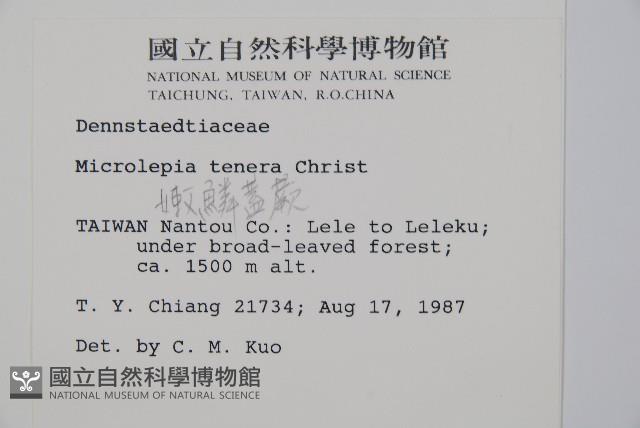 國立自然科學博物館
NATIONAL MUSEUM OF NATURAL SCIENCE
TAICHUNG, TAIWAN, R.O.CHINA
Dennstaedtiaceae
Microlepia tenera Christ
嫩鱗蓋蕨
TAIWAN Nantou Co.: Lele to Leleku;
under broad-leaved forest;
ca. 1500 m alt.
T. Y. Chiang 21734; Aug 17, 1987
Det. by C. M. Kuo
國立自然科學博物館
NATIONAL MUSEUM OF NATURAL SCIENCE